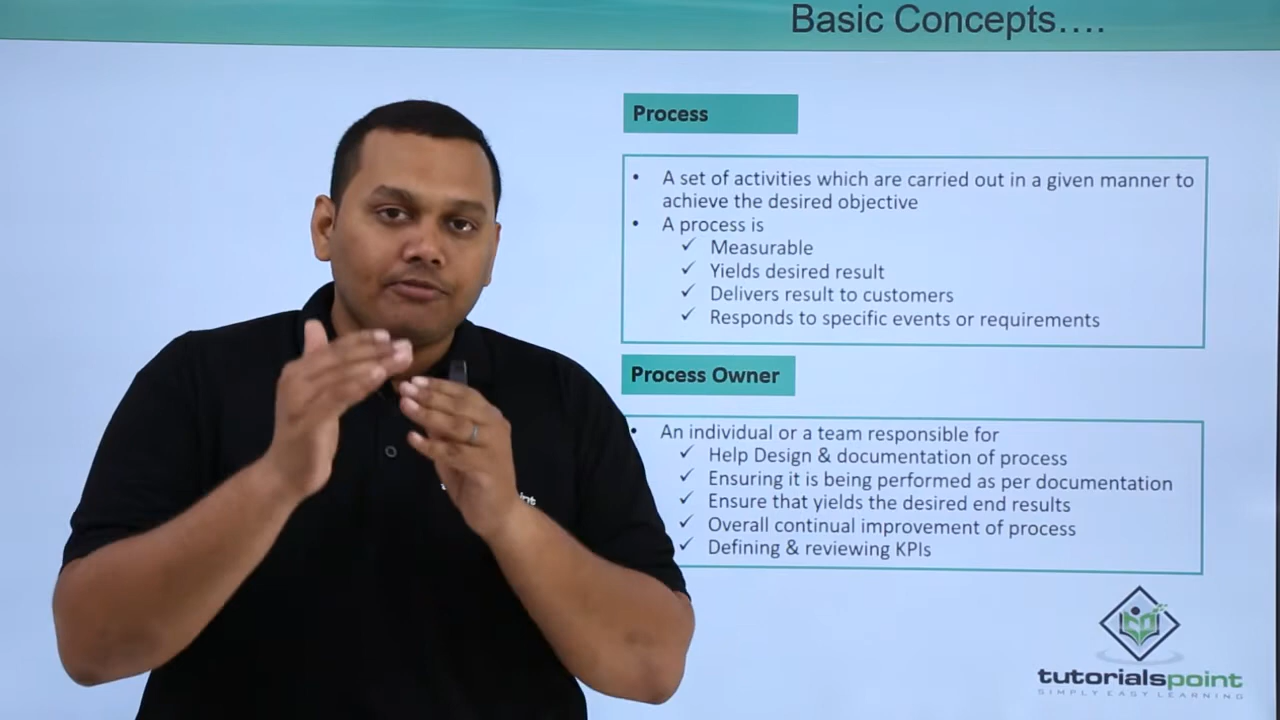 Basic Concepts....
Process
• A set of activities which are carried out in a given manner to
achieve the desired objective
• A process is
✓ Measurable
✓ Yields desired result
✓ Delivers result to customers
✓ Responds to specific events or requirements
Process Owner
• An individual or a team responsible for
✓ Help Design & documentation of process
✓ Ensuring it is being performed as per documentation
✓ Ensure that yields the desired end results
✓ Overall continual improvement of process
✓ Defining & reviewing KPIs
tutorialspoint
SIMPLY EASY LEARNING